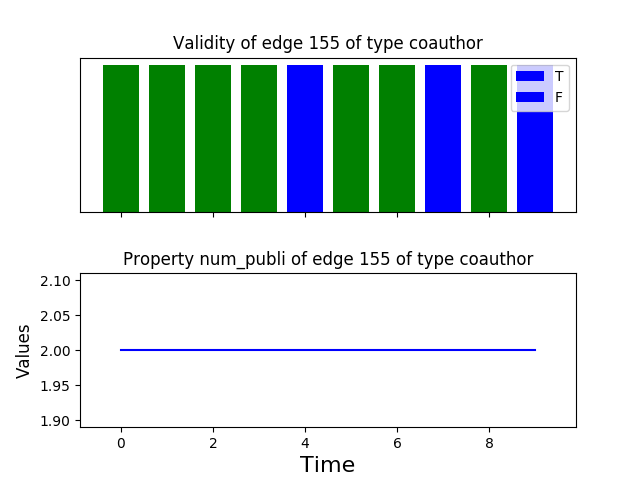 Validity of edge 155 of type coauthor
T
F
Property num_publi of edge 155 of type coauthor
2.10
2.05
2.00
1.95
1.90
Values
0 2 4 6 8
Time